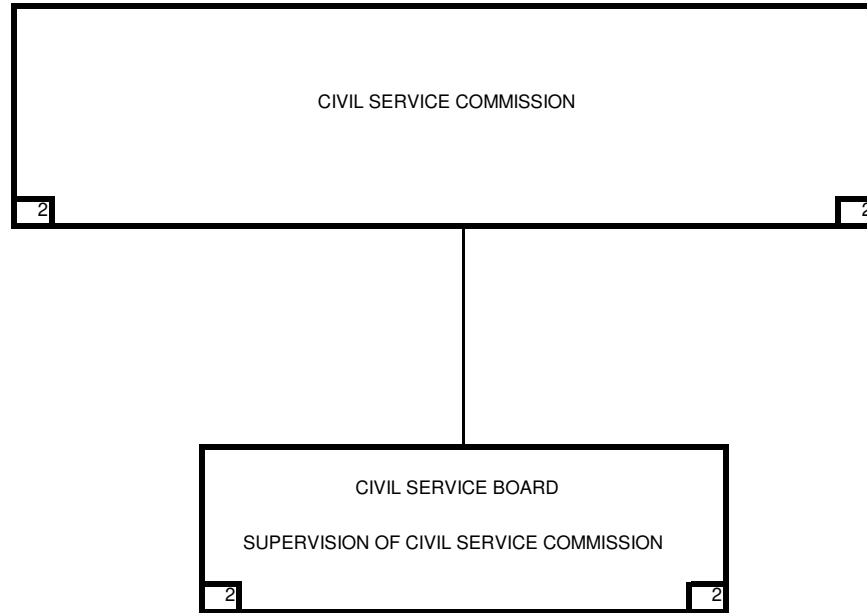 CIVIL SERVICE COMMISSION
2 2
CIVIL SERVICE BOARD
SUPERVISION OF CIVIL SERVICE COMMISSION
2 2